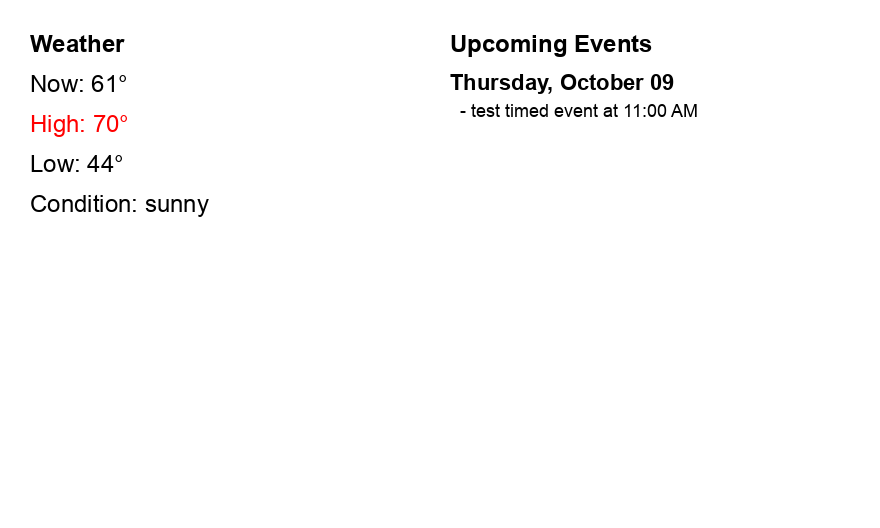 Weather
Now: 61°
High: 70°
Low: 44°
Condition: sunny
Upcoming Events
Thursday, October 09
- test timed event at 11:00 AM